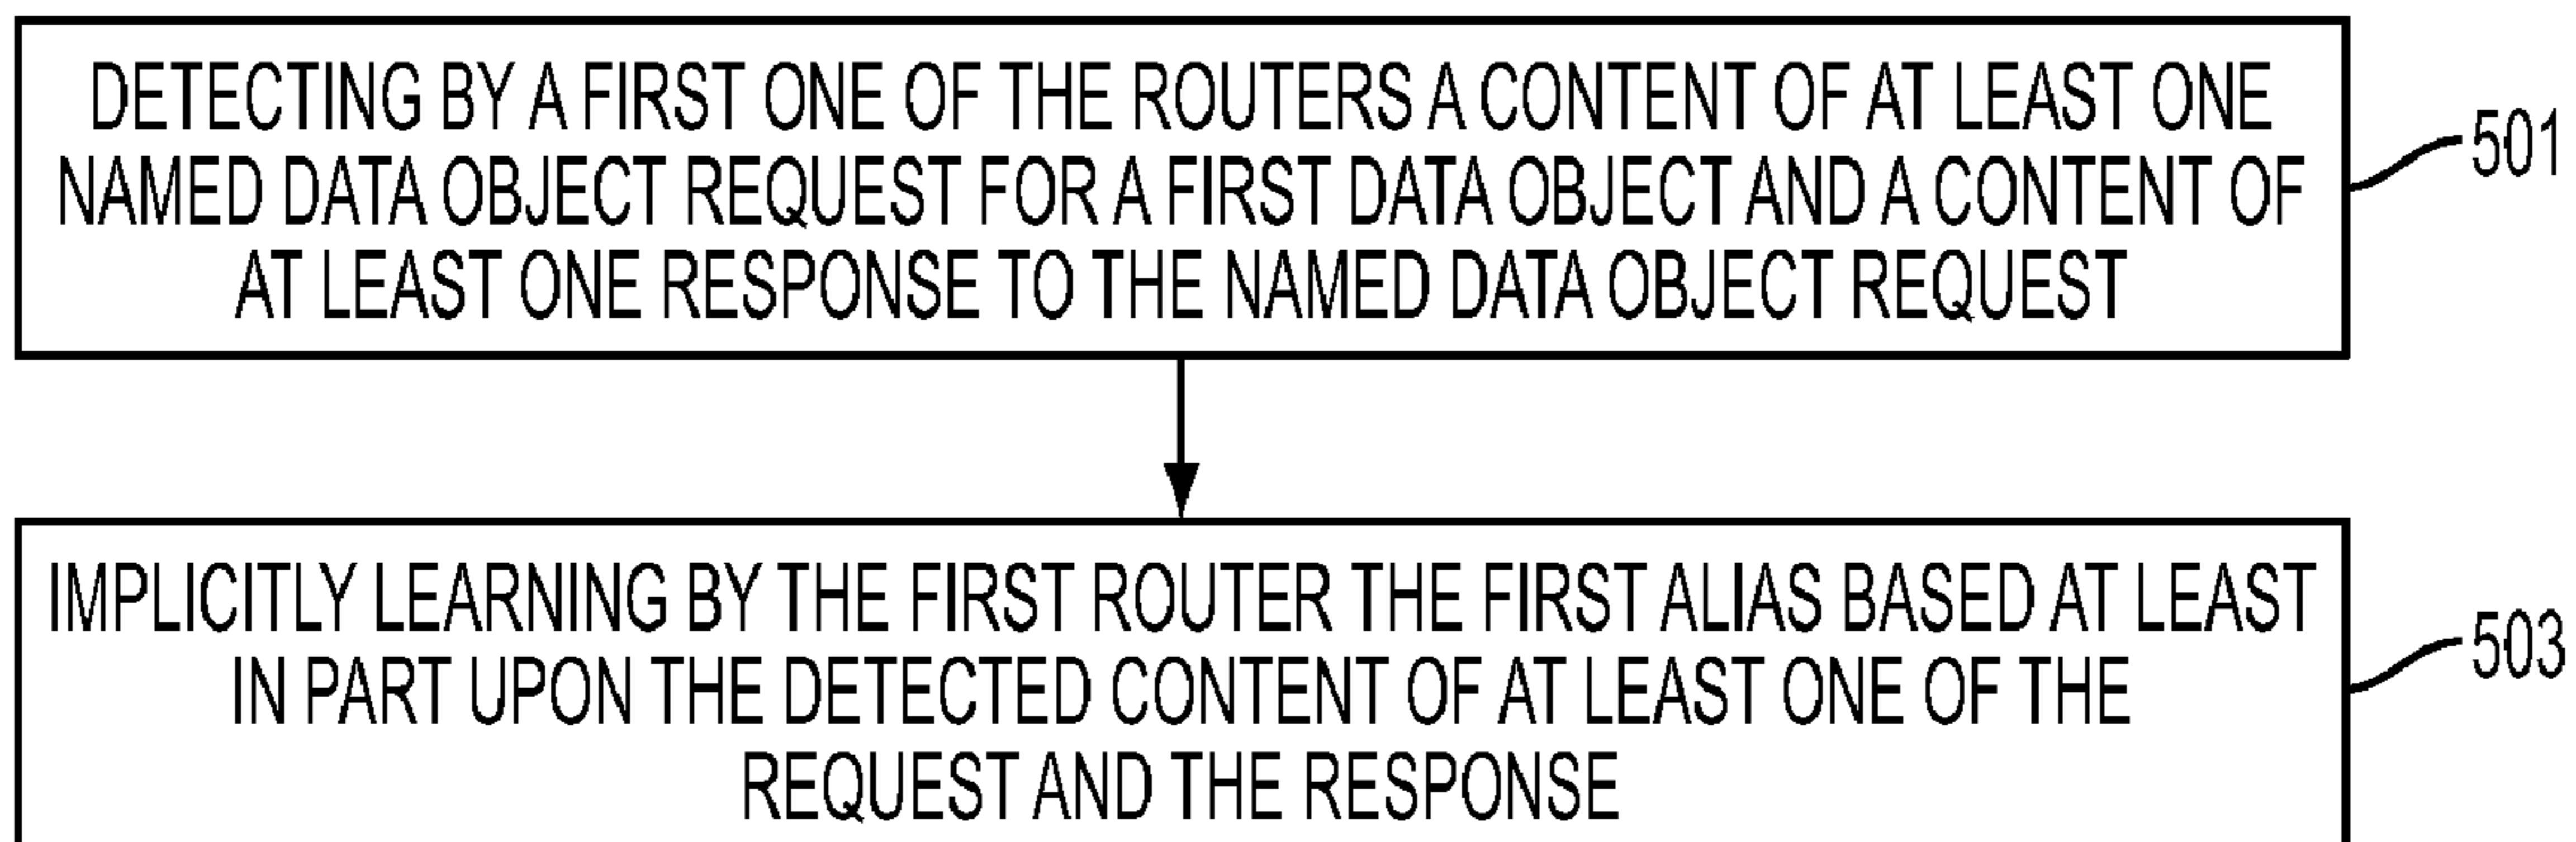 DETECTING BY A FIRST ONE OF THE ROUTERS A CONTENT OF AT LEAST ONE
NAMED DATA OBJECT REQUEST FOR A FIRST DATA OBJECT AND A CONTENT OF
AT LEAST ONE RESPONSE TO THE NAMED DATA OBJECT REQUEST
501
IMPLICITLY LEARNING BY THE FIRST ROUTER THE FIRST ALIAS BASED AT LEAST
IN PART UPON THE DETECTED CONTENT OF AT LEAST ONE OF THE
REQUEST AND THE RESPONSE
503